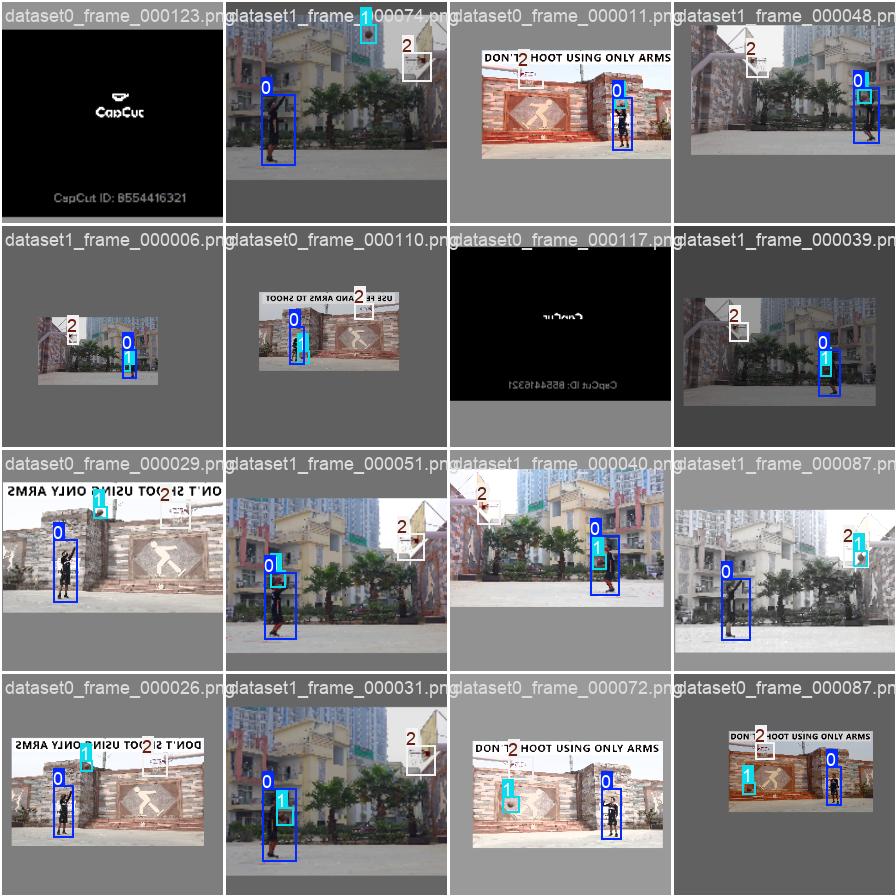 dataset0_frame_000123.png
dataset1_frame_000074.png
dataset0_frame_000011.png
dataset1_frame_000048.png
CapCut
CapCut ID: 8554416321
0
1
2
DON'T HOOT USING ONLY ARMS
2
0
2
0
1
dataset1_frame_000006.png
dataset0_frame_000110.png
dataset0_frame_000117.png
dataset1_frame_000039.png
2
0
1
AND ARMS TO SHOOT
2
0
1
CapCut
CapCut ID: 8554416321
2
0
1
dataset0_frame_000029.png
dataset1_frame_000051.png
dataset1_frame_000040.png
dataset1_frame_000087.png
ON'T SHOOT USING ONLY ARMS
1
2
0
2
1
0
2
0
1
2
1
0
dataset0_frame_000026.png
dataset1_frame_000031.png
dataset0_frame_000072.png
dataset0_frame_000087.png
DON'T SHOOT USING ONLY ARMS
1
2
0
2
0
1
DON'T HOOT USING ONLY ARMS
2
1
0
DON'T SHOOT USING ONLY ARMS
2
0
1